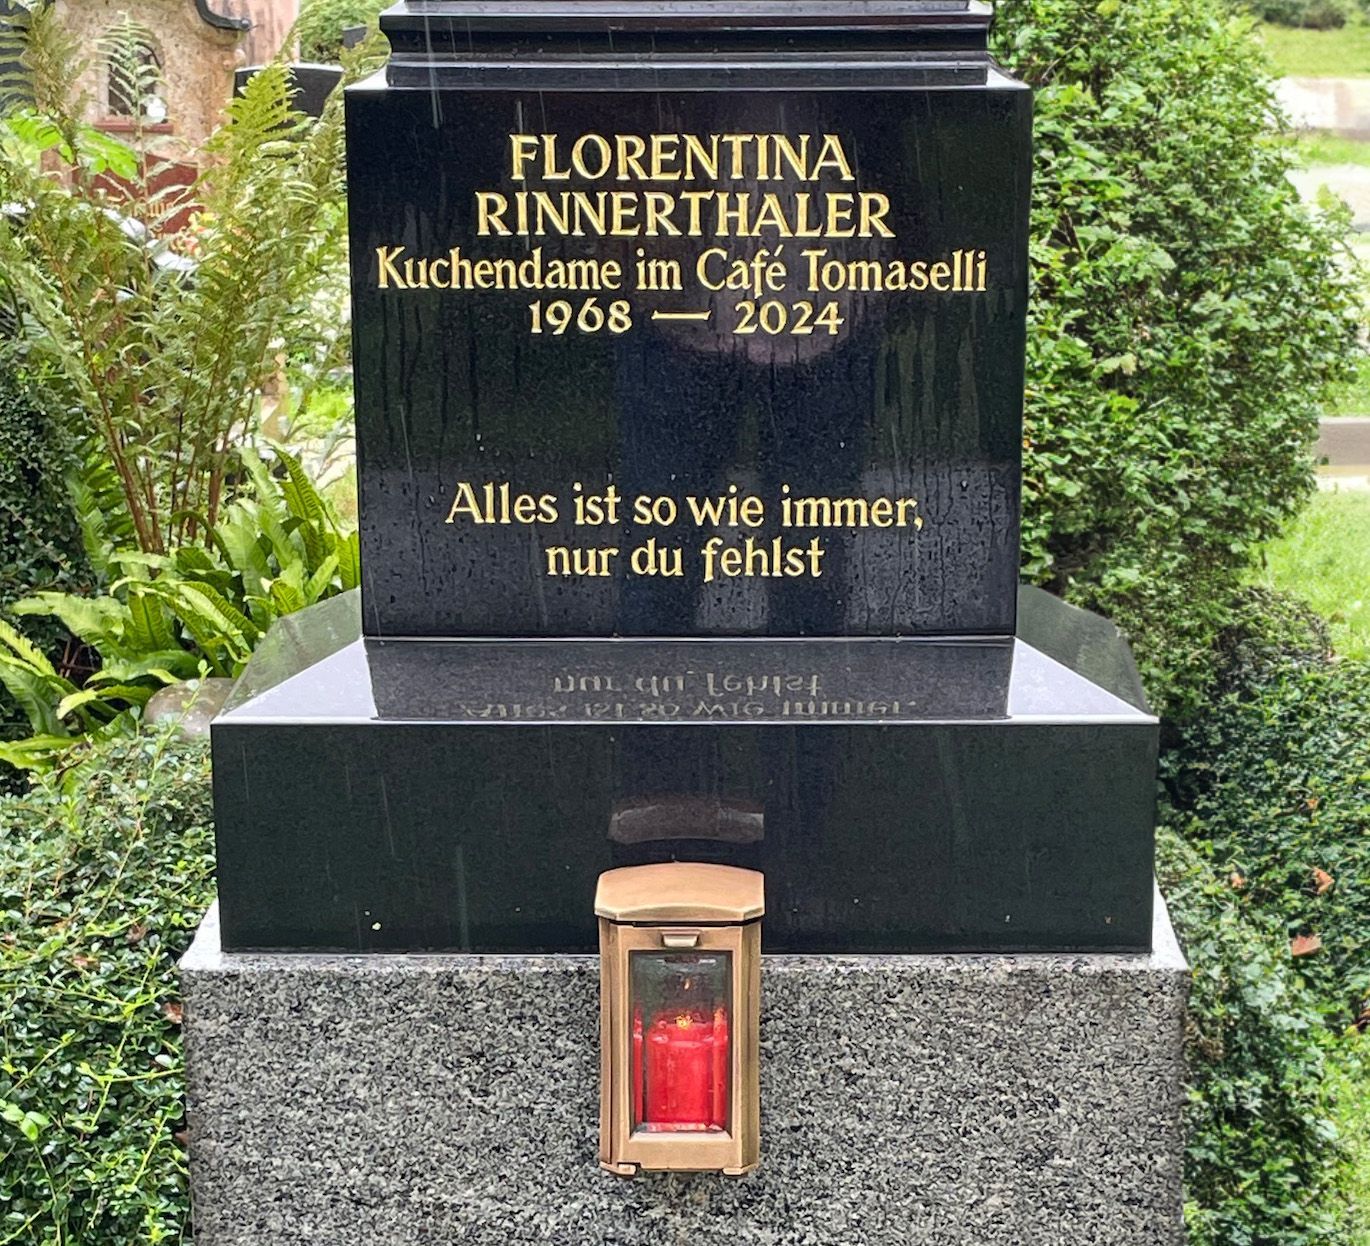 FLORENTINA
RINNERTHALER
Kuchendame im Café Tomaselli
1968 — 2024
Alles ist so wie immer,
nur du fehlst